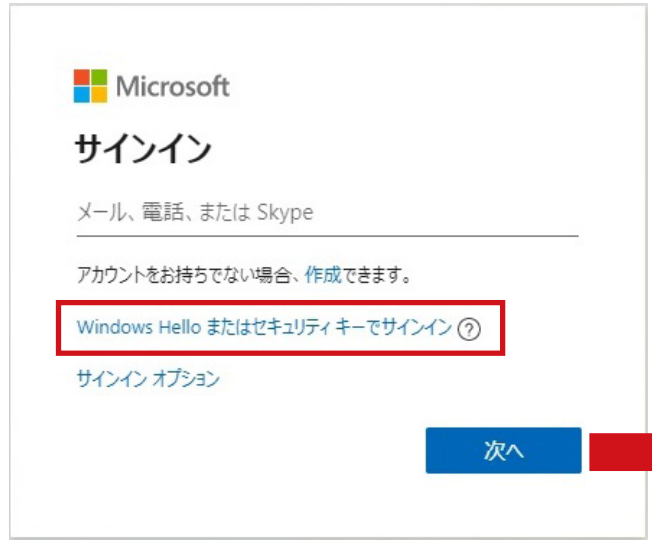 Microsoft
サインイン
メール、電話、または Skype
アカウントをお持ちでない場合、作成できます。
Windows Hello またはセキュリティ キーでサインイン ?
サインイン オプション
次へ